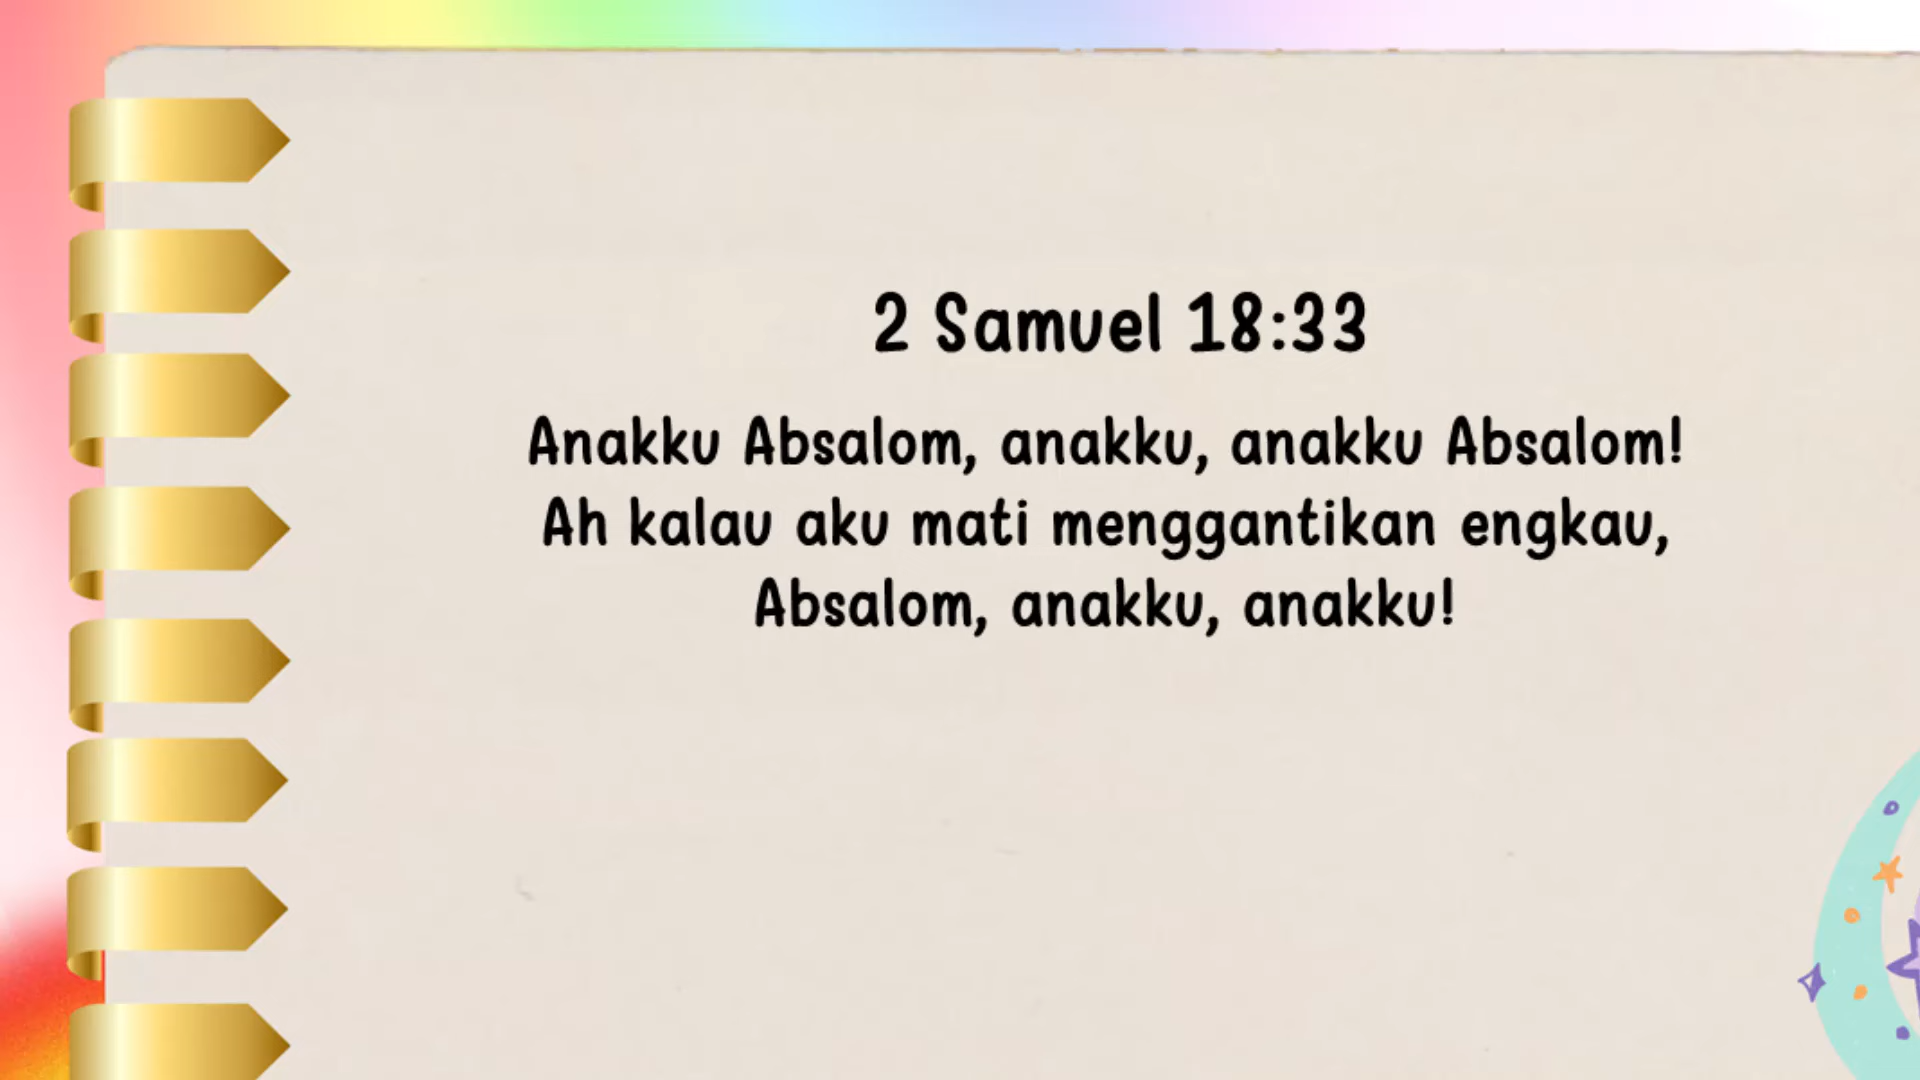 2 Samuel 18:33
Anakku Absalom, anakku, anakku Absalom!
Ah kalau aku mati menggantikan engkau,
Absalom, anakku, anakku!